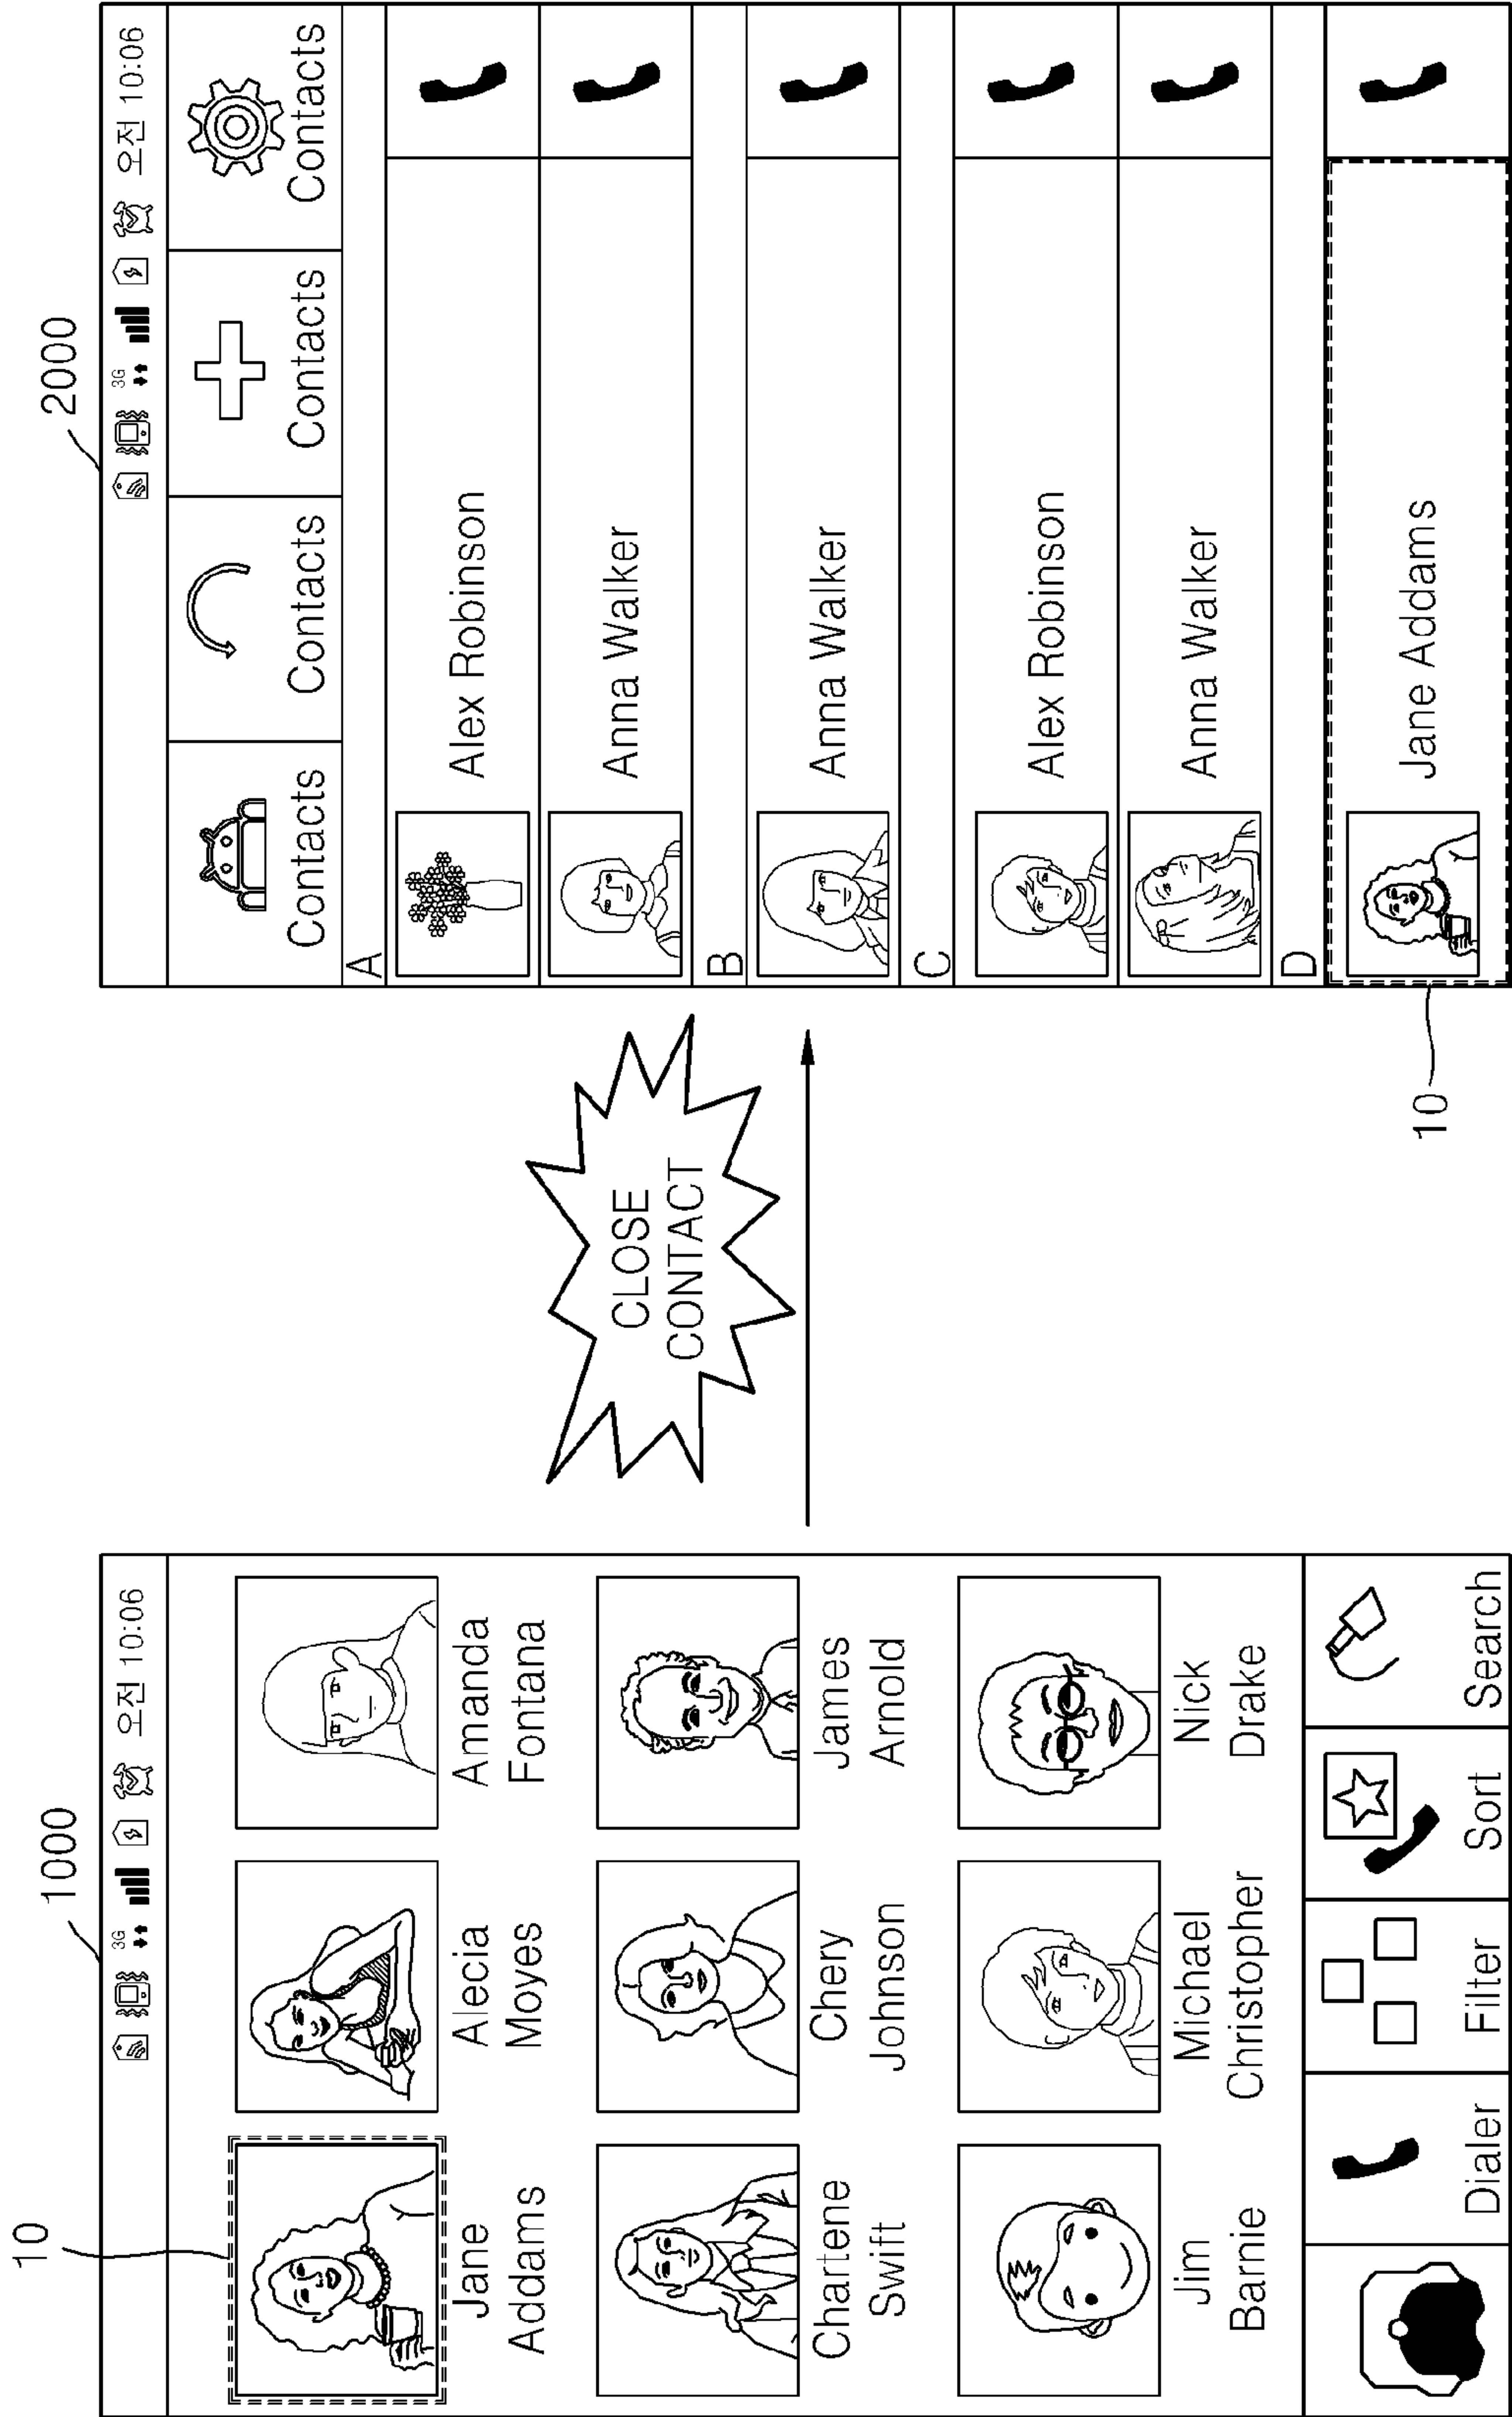 10
1000
3G
오전 10:06
Jane
Addams
Alecia
Moyes
Amanda
Fontana
Chartene
Swift
Chery
Johnson
James
Arnold
Jim
Barnie
Michael
Christopher
Nick
Drake
Dialer
Filter
Sort
Search
CLOSE
CONTACT
2000
3G
오전 10:06
Contacts
Contacts
Contacts
Contacts
A
Alex Robinson
Anna Walker
B
Anna Walker
C
Alex Robinson
Anna Walker
D
Jane Addams
10